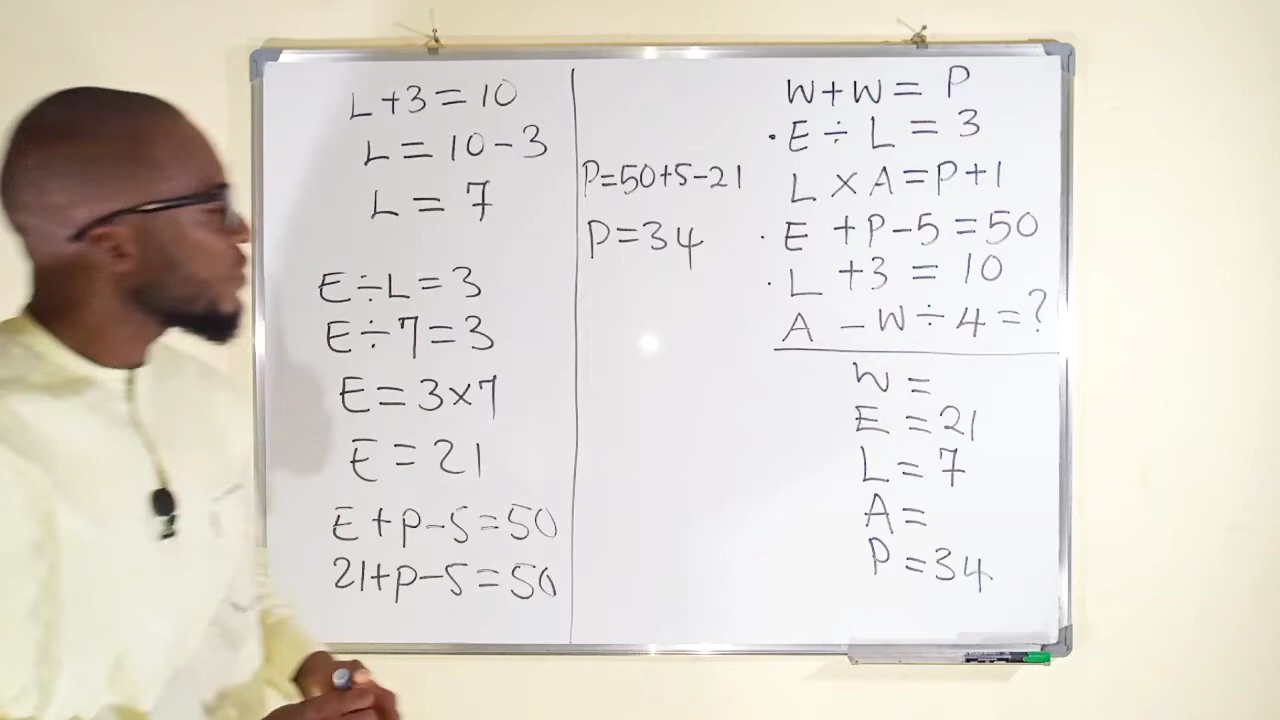 L+3=10
L=10-3
L=7
E÷L=3
E÷7=3
E=3×7
E=21
E+P-5=50
21+P-5=50
P=50+5-21
P=34
W+W=P
·E÷L=3
L×A=P+1
·E+P-5=50
·L+3=10
A-W÷4=?
W=
E=21
L=7
A=
P=34